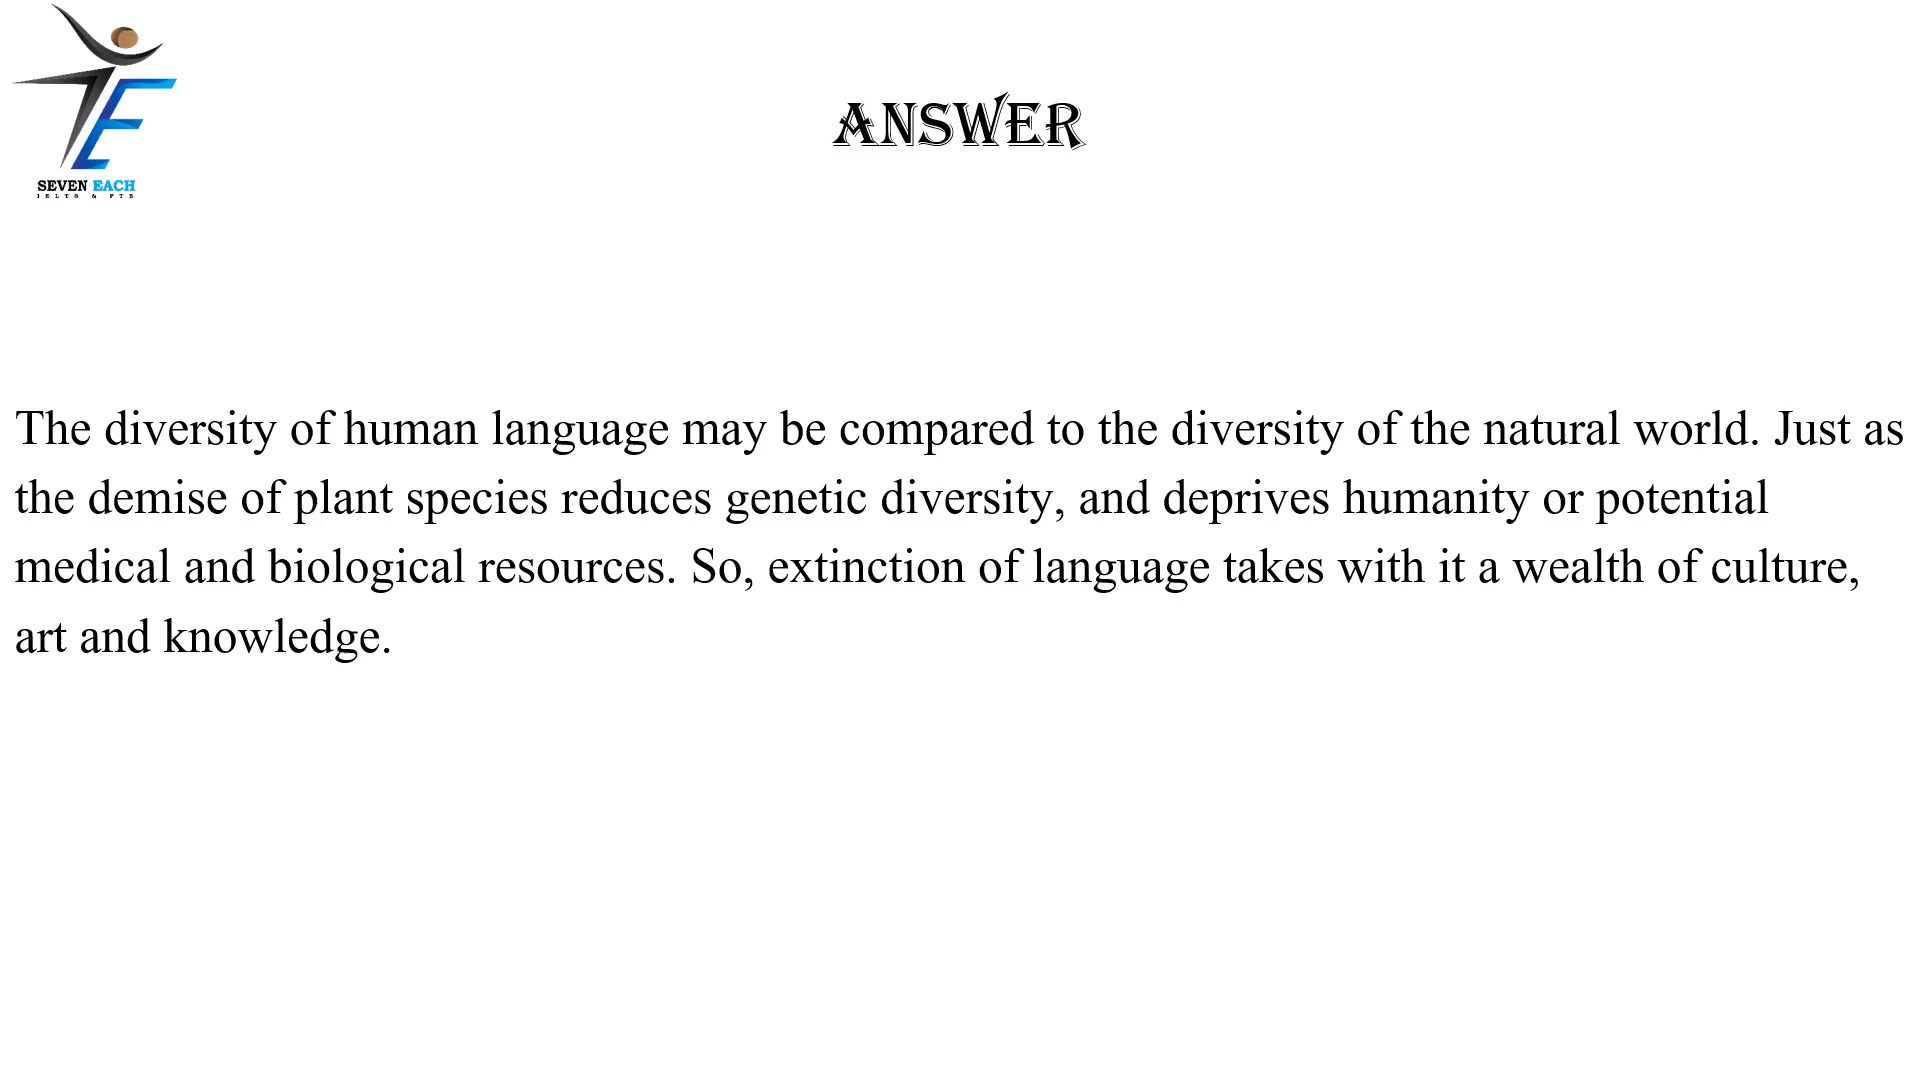 SEVEN EACH
IELTS & PTE
ANSWER
The diversity of human language may be compared to the diversity of the natural world. Just as
the demise of plant species reduces genetic diversity, and deprives humanity or potential
medical and biological resources. So, extinction of language takes with it a wealth of culture,
art and knowledge.